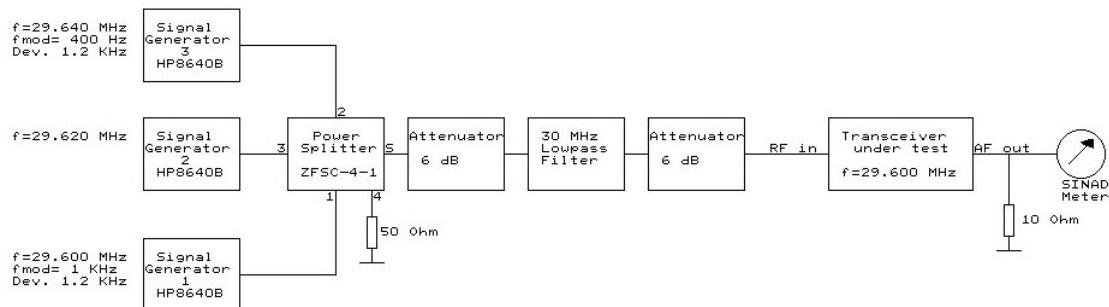 f=29.640 MHz
fmod= 400 Hz
Dev. 1.2 KHz
Signal
Generator
3
HP8640B
f=29.620 MHz
Signal
Generator
2
HP8640B
f=29.600 MHz
fmod= 1 KHz
Dev. 1.2 KHz
Signal
Generator
1
HP8640B
2
3
Power
Splitter
ZFSC-4-1
S
1
4
50 Ohm
Attenuator
6 dB
30 MHz
Lowpass
Filter
Attenuator
6 dB
RF in
Transceiver
under test
f=29.600 MHz
AF out
10 Ohm
SINAD
Meter